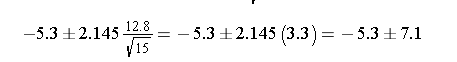 −5.3 ± 2.145 12.8/√15 = − 5.3 ± 2.145 (3.3) = − 5.3 ± 7.1